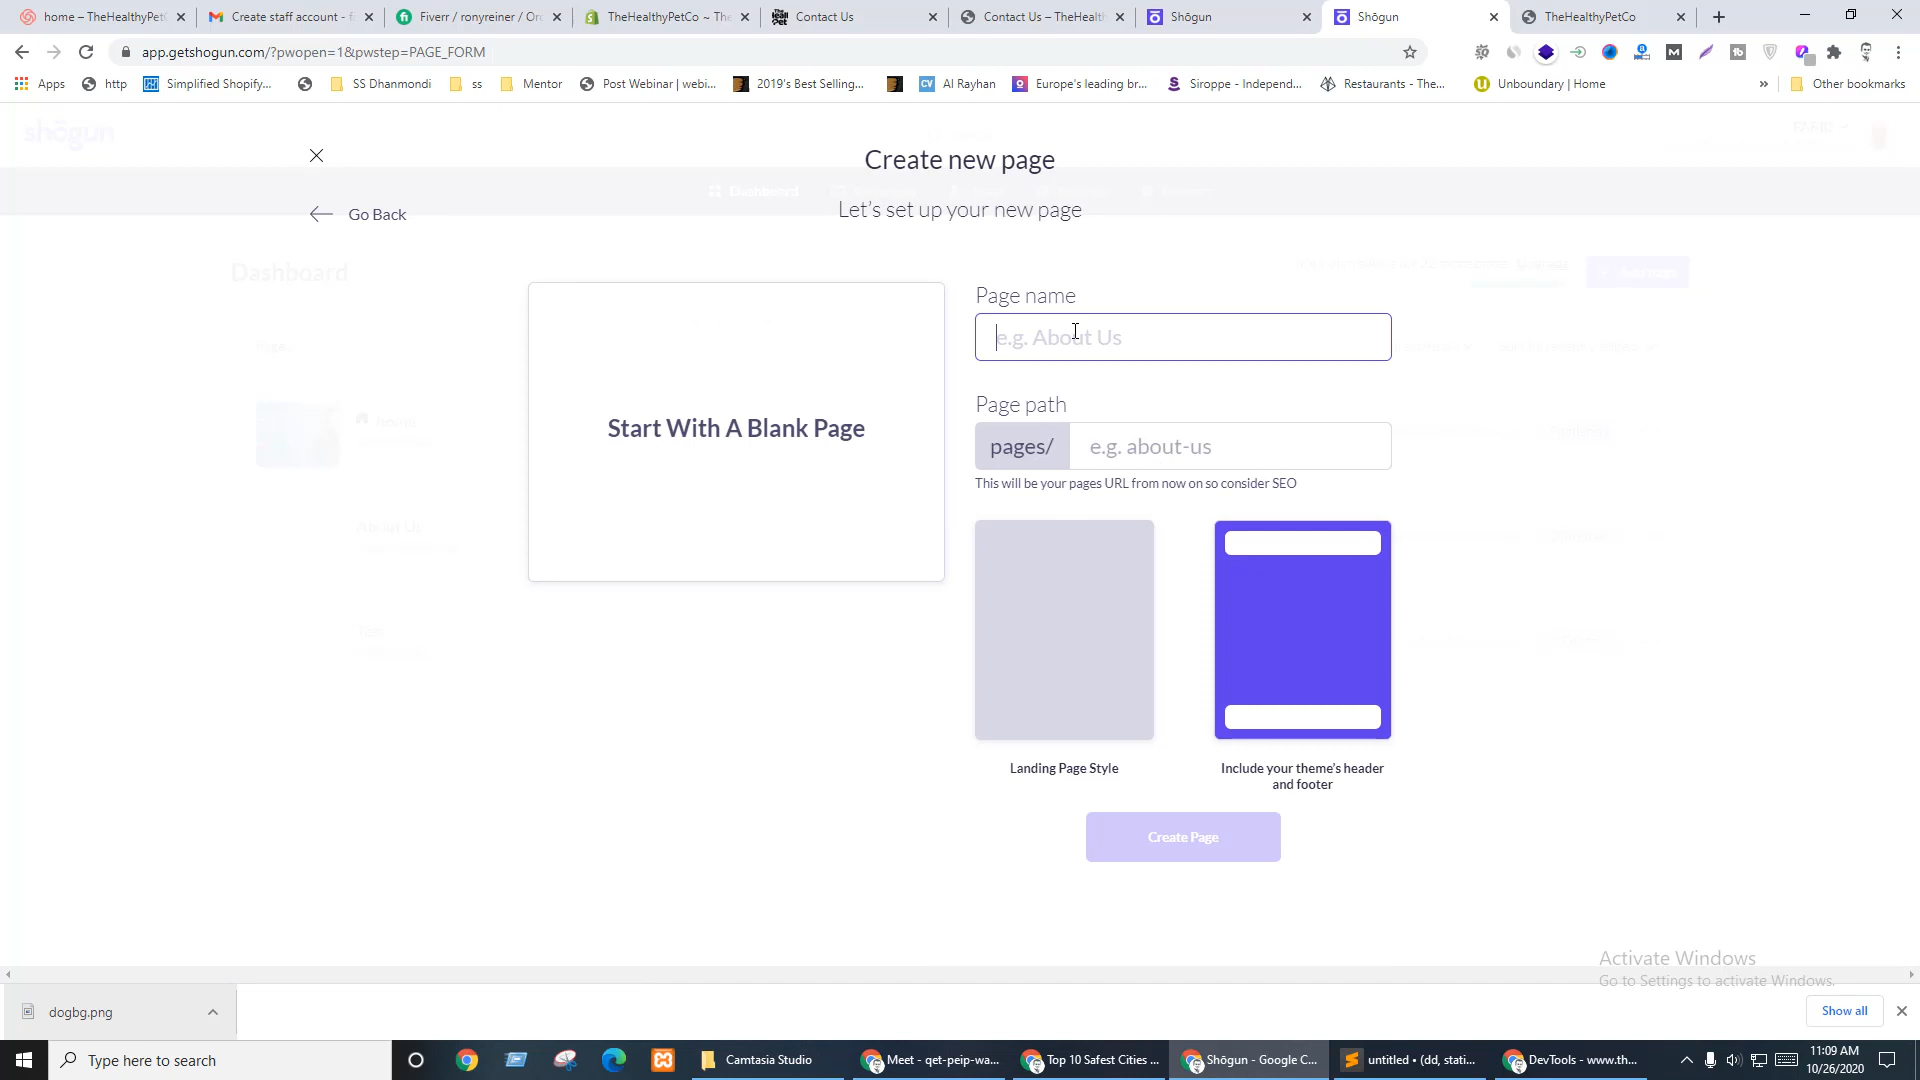 home – TheHealthyPetC
Create staff account - f
Fiverr / ronyreiner / Or
TheHealthyPetCo ~ The
Contact Us
Contact Us – TheHealth
Shōgun
Shōgun
TheHealthyPetCo
app.getshogun.com/?pwopen=1&pwstep=PAGE_FORM
Apps
http
Simplified Shopify...
SS Dhanmondi
ss
Mentor
Post Webinar | webi...
2019's Best Selling...
Al Rayhan
Europe's leading br...
Siroppe - Independ...
Restaurants - The...
Unboundary | Home
»
Other bookmarks
shōgun
Create new page
Dashboard
Let's set up your new page
Go Back
Dashboard
Page name
e.g. About Us
Start With A Blank Page
Page path
pages/
e.g. about-us
This will be your pages URL from now on so consider SEO
About Us
Landing Page Style
Include your theme's header
and footer
Create Page
Activate Windows
Go to Settings to activate Windows.
dogbg.png
Show all
Type here to search
Camtasia Studio
Meet - qet-peip-wa...
Top 10 Safest Cities ...
Shōgun - Google C...
untitled • (dd, stati...
DevTools - www.th...
11:09 AM
10/26/2020